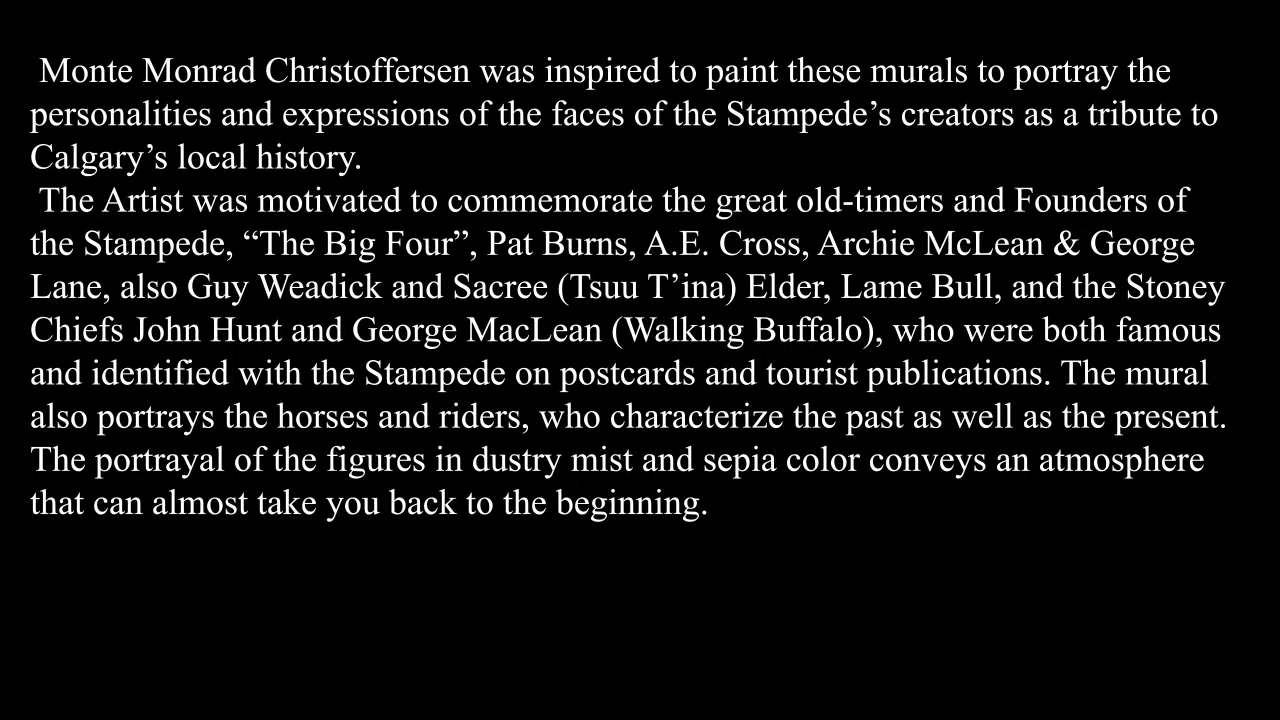 Monte Monrad Christoffersen was inspired to paint these murals to portray the
personalities and expressions of the faces of the Stampede’s creators as a tribute to
Calgary’s local history.
The Artist was motivated to commemorate the great old-timers and Founders of
the Stampede, “The Big Four”, Pat Burns, A.E. Cross, Archie McLean & George
Lane, also Guy Weadick and Sacree (Tsuu T’ina) Elder, Lame Bull, and the Stoney
Chiefs John Hunt and George MacLean (Walking Buffalo), who were both famous
and identified with the Stampede on postcards and tourist publications. The mural
also portrays the horses and riders, who characterize the past as well as the present.
The portrayal of the figures in dustry mist and sepia color conveys an atmosphere
that can almost take you back to the beginning.